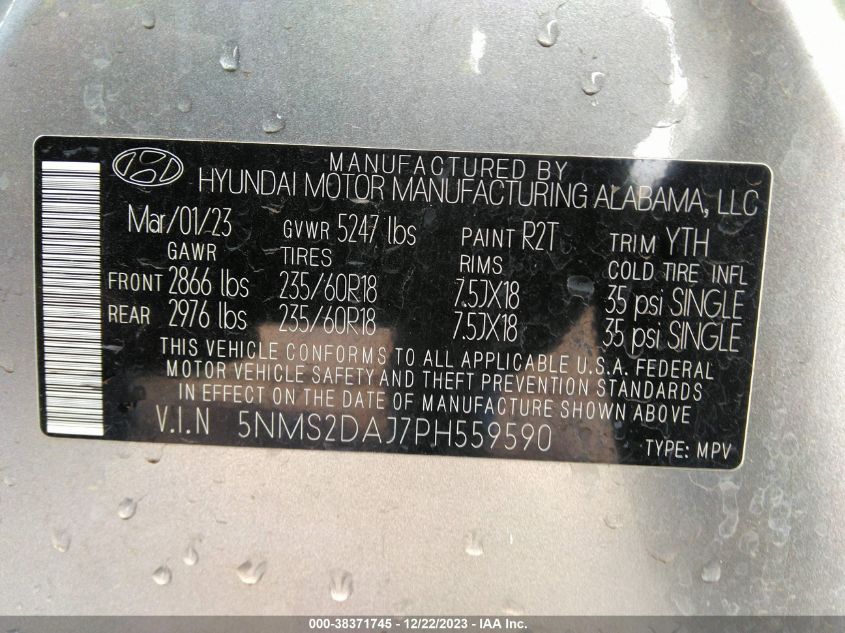 MANUFACTURED BY
HYUNDAI MOTOR MANUFACTURING ALABAMA, LLC
Mar/01/23 GVWR 5247 lbs PAINT R2T TRIM YTH
GAWR TIRES RIMS COLD TIRE INFL
FRONT 2866 lbs 235/60R18 7.5JX18 35 psi SINGLE
REAR 2976 lbs 235/60R18 7.5JX18 35 psi SINGLE
THIS VEHICLE CONFORMS TO ALL APPLICABLE U.S.A. FEDERAL
MOTOR VEHICLE SAFETY AND THEFT PREVENTION STANDARDS
IN EFFECT ON THE DATE OF MANUFACTURE SHOWN ABOVE
V.I.N 5NMS2DAJ7PH559590 TYPE: MPV
000-38371745 - 12/22/2023 - IAA Inc.